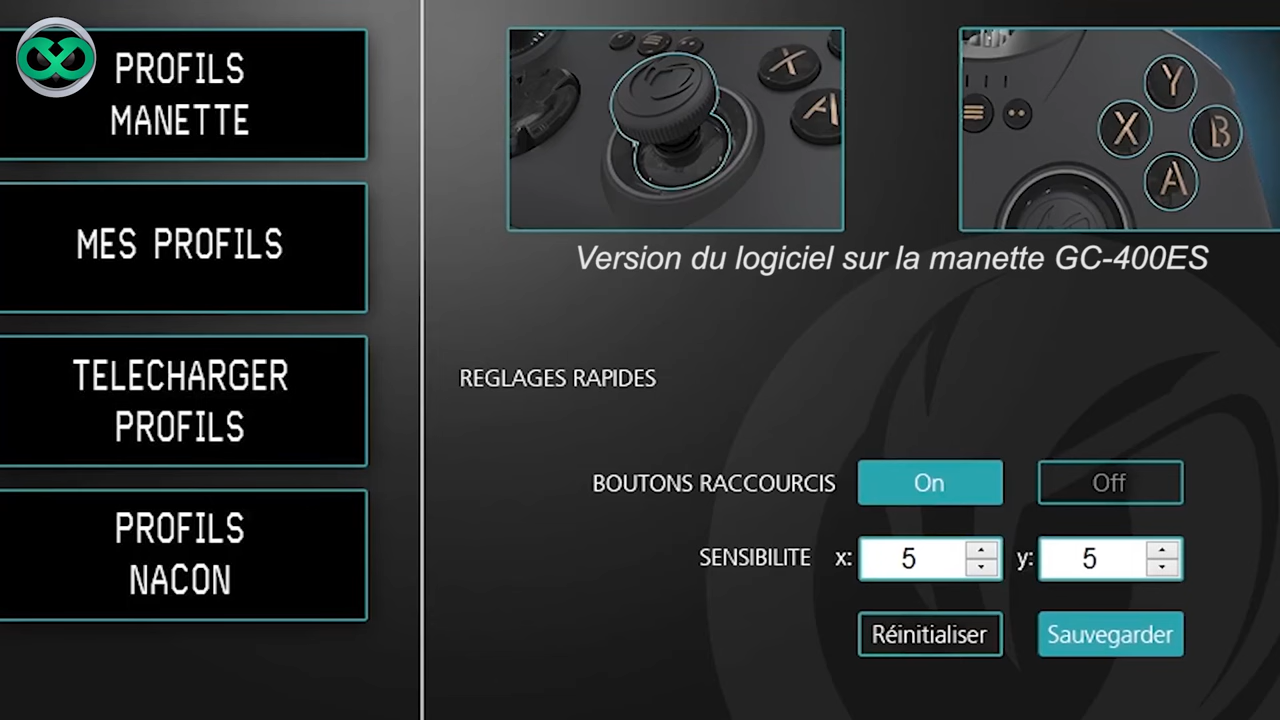 PROFILS
MANETTE
MES PROFILS
TELECHARGER
PROFILS
PROFILS
NACON
X
A
Y
X
B
A
Version du logiciel sur la manette GC-400ES
REGLAGES RAPIDES
BOUTONS RACCOURCIS On Off
SENSIBILITE x: 5 y: 5
Réinitialiser Sauvegarder